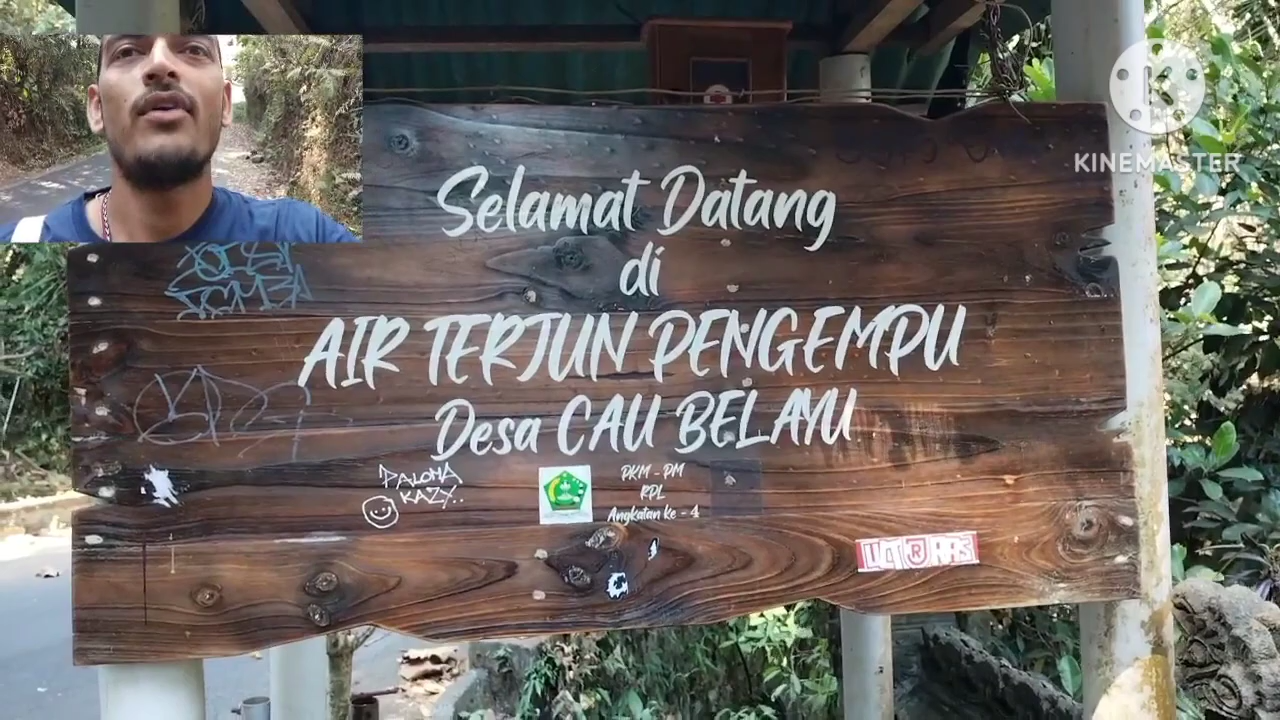 KINEMASTER
Selamat Datang
di
AIR TERJUN PENGEMPU
Desa CAU BELAYU
PALOMA
KAZY..
PKM - PM
RPL
Angkatan Ke - 4